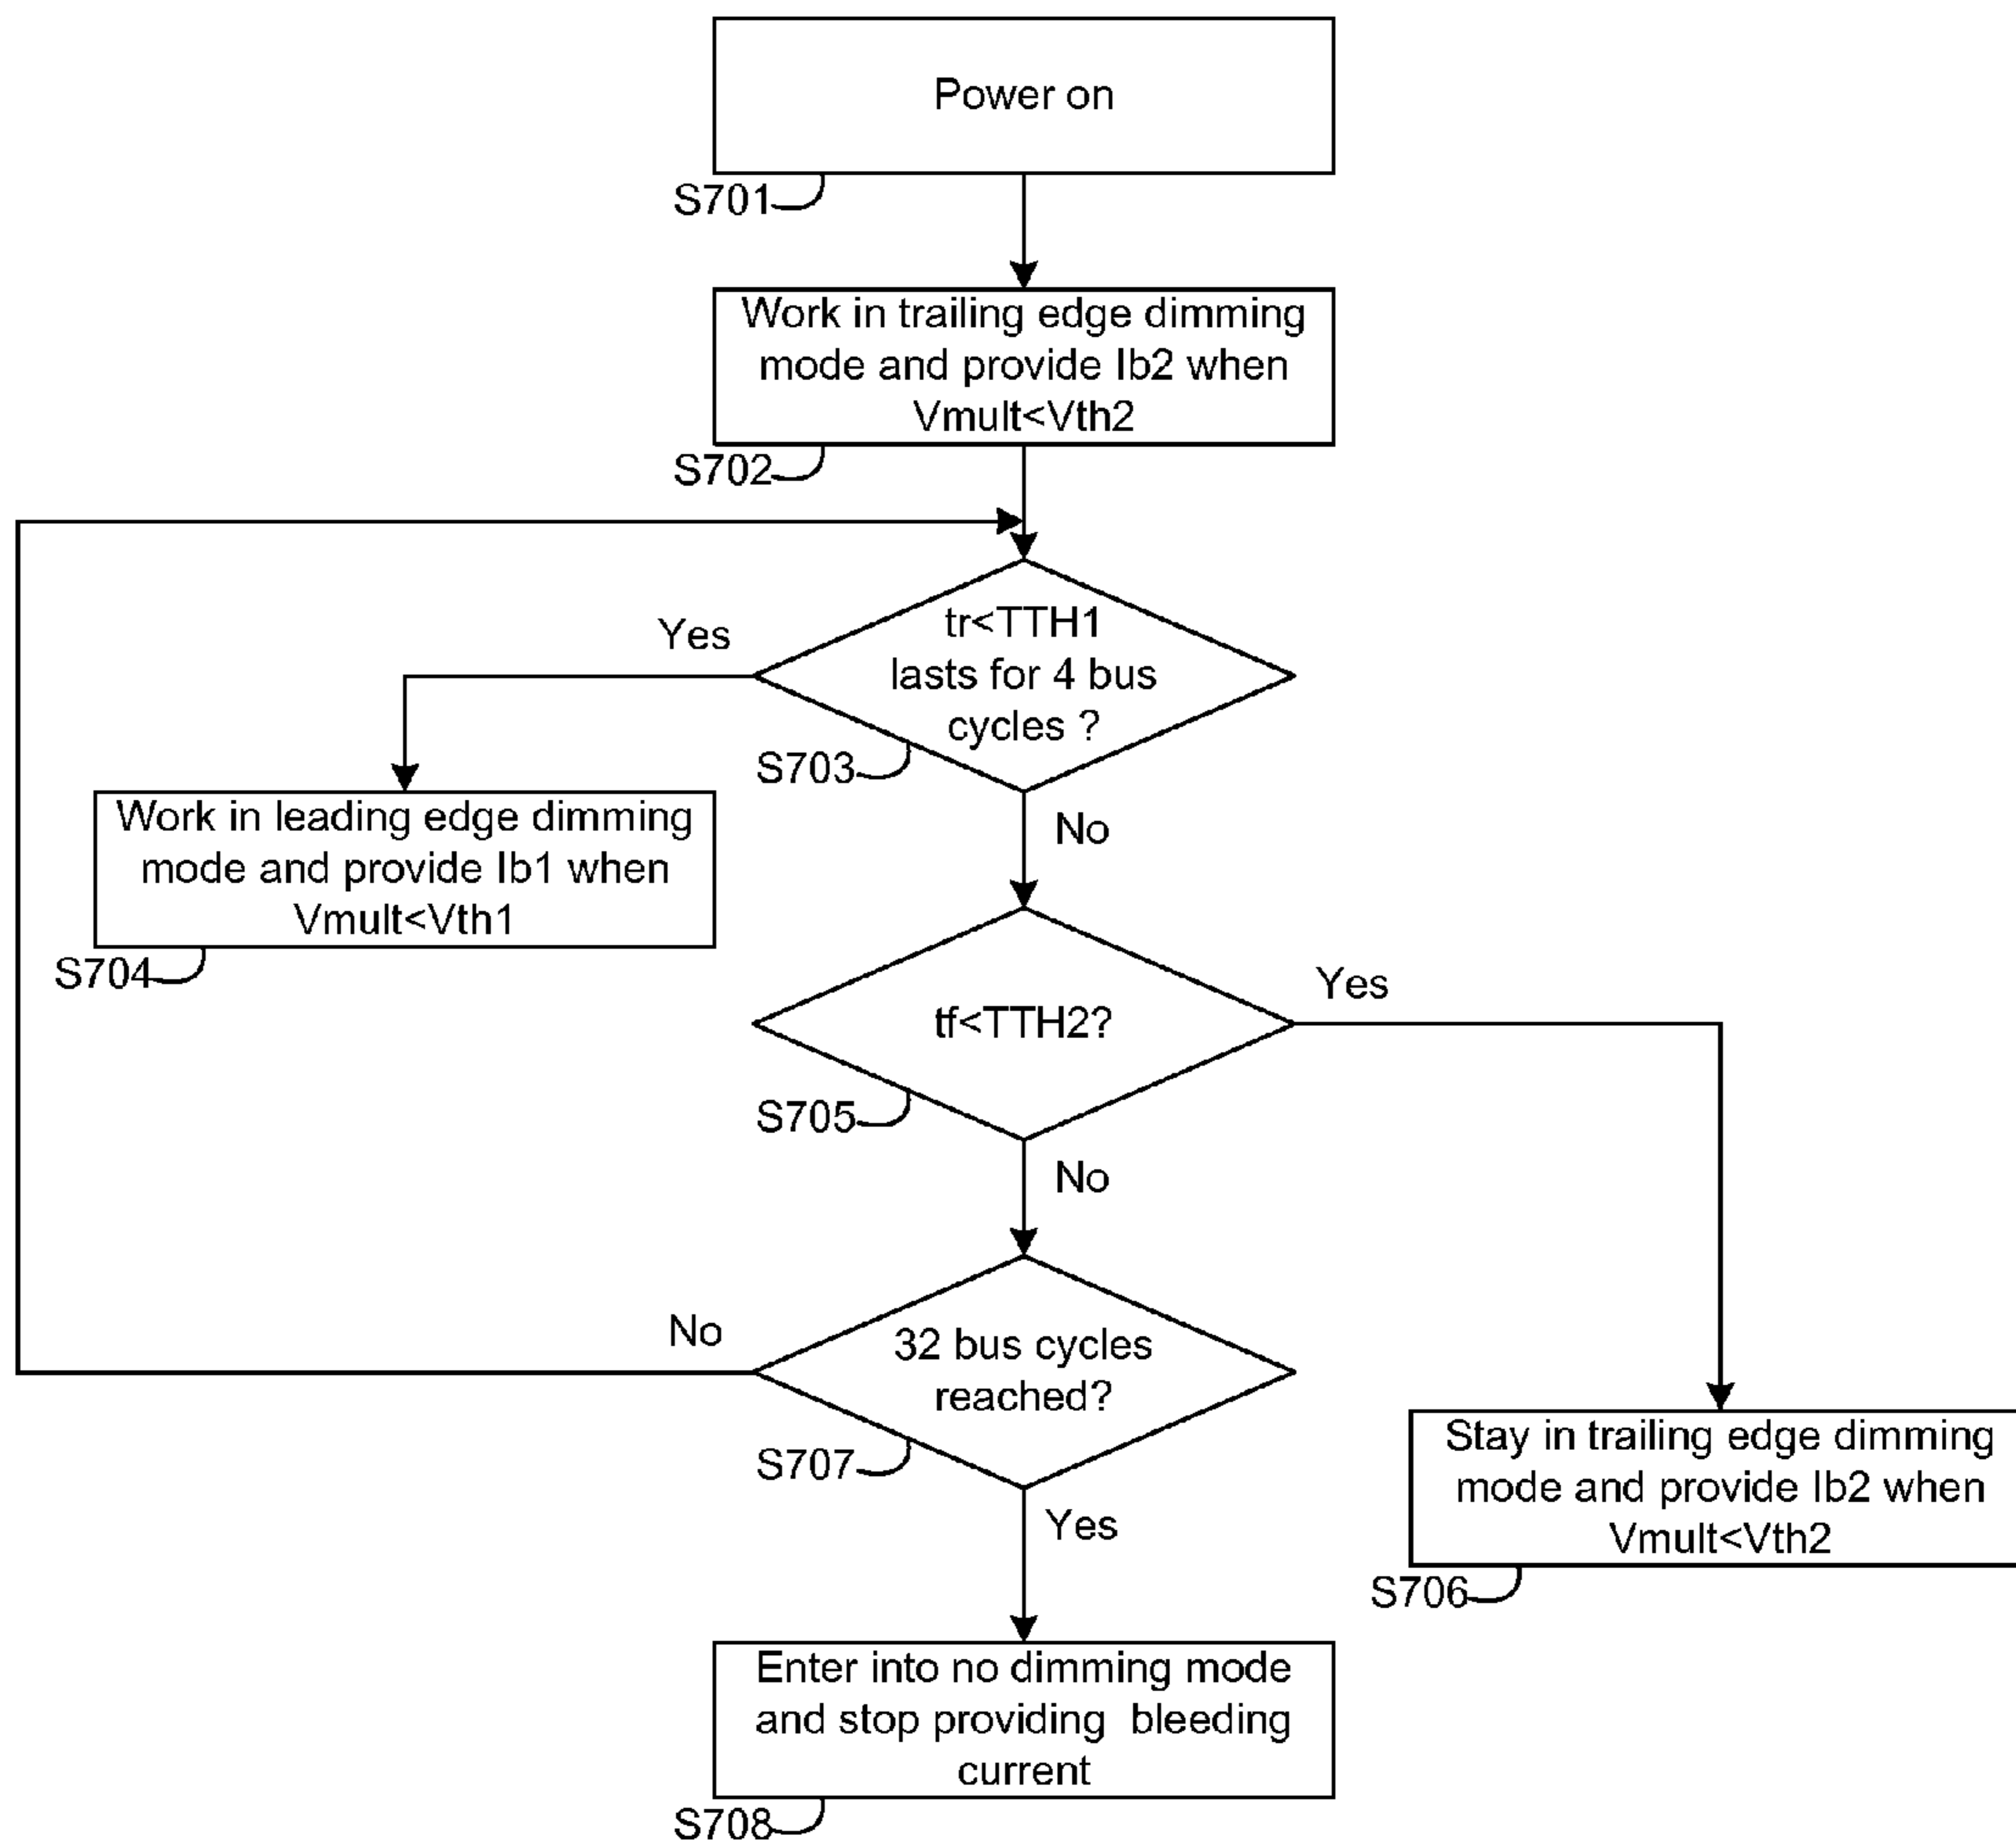 Power on
S701
Work in trailing edge dimming
mode and provide Ib2 when
Vmult<Vth2
S702
tr<TTH1
lasts for 4 bus
cycles ?
Yes
S703
No
Work in leading edge dimming
mode and provide Ib1 when
Vmult<Vth1
S704
tf<TTH2?
Yes
S705
No
32 bus cycles
reached?
No
S707
Yes
Stay in trailing edge dimming
mode and provide Ib2 when
Vmult<Vth2
S706
Enter into no dimming mode
and stop providing bleeding
current
S708